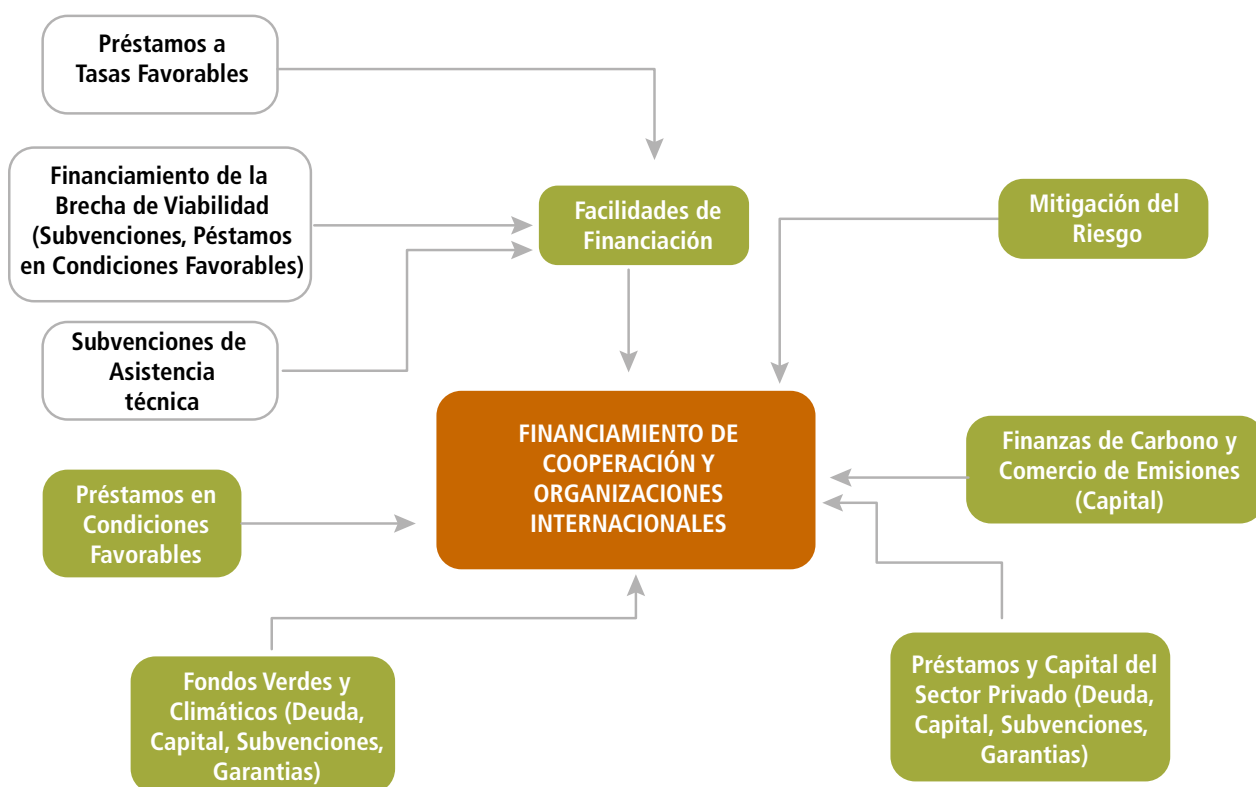 Préstamos a
Tasas Favorables
Financiamiento de la
Brecha de Viabilidad
(Subvenciones, Péstamos
en Condiciones Favorables)
Facilidades de
Financiación
Mitigación del
Riesgo
Subvenciones de
Asistencia
técnica
FINANCIAMIENTO DE
COOPERACIÓN Y
ORGANIZACIONES
INTERNACIONALES
Finanzas de Carbono y
Comercio de Emisiones
(Capital)
Préstamos en
Condiciones
Favorables
Fondos Verdes y
Climáticos (Deuda,
Capital, Subvenciones,
Garantias)
Préstamos y Capital del
Sector Privado (Deuda,
Capital, Subvenciones,
Garantias)